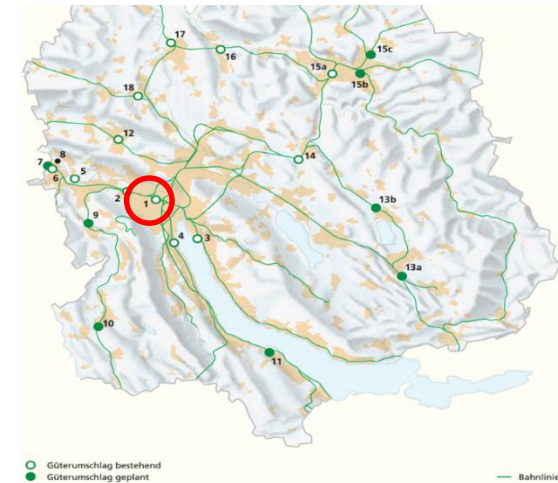 17
16
15c
15a
15b
18
12
14
8
7
6
5
2
1
13b
9
4
3
13a
10
11
Güterumschlag bestehend
Güterumschlag geplant
Bahnlinie